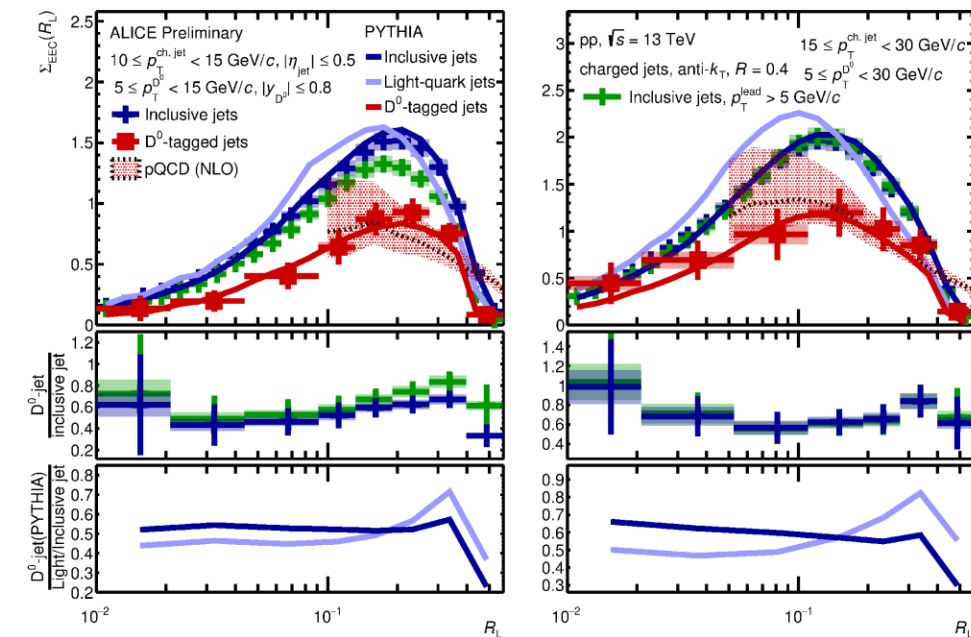 Σ_EEC(R_L)
2.5
2
1.5
1
0.5
0
ALICE Preliminary
10 ≤ p_T^ch. jet < 15 GeV/c, |η_jet| ≤ 0.5
5 ≤ p_T^D⁰ < 15 GeV/c, |y_D⁰| ≤ 0.8
Inclusive jets
D⁰-tagged jets
pQCD (NLO)
PYTHIA
Inclusive jets
Light-quark jets
D⁰-tagged jets
3
2.5
2
1.5
1
0.5
0
pp, √s = 13 TeV
charged jets, anti-k_T, R = 0.4
Inclusive jets, p_T^lead > 5 GeV/c
15 ≤ p_T^ch. jet < 30 GeV/c
5 ≤ p_T^D⁰ < 30 GeV/c
D⁰-jet
inclusive jet
1.2
1
0.8
0.6
0.4
0.2
1.4
1.2
1
0.8
0.6
0.4
D⁰-jet(PYTHIA)
Light/Inclusive jet
0.8
0.7
0.6
0.5
0.4
0.3
0.2
0.9
0.8
0.7
0.6
0.5
0.4
0.3
10⁻²
10⁻¹
R_L
10⁻²
10⁻¹
R_L